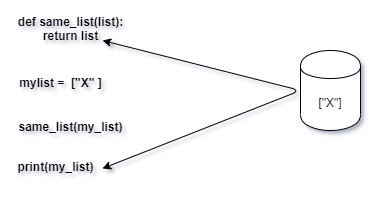 def same_list(list):
return list
mylist = ["X" ]
same_list(my_list)
print(my_list)
["X"]